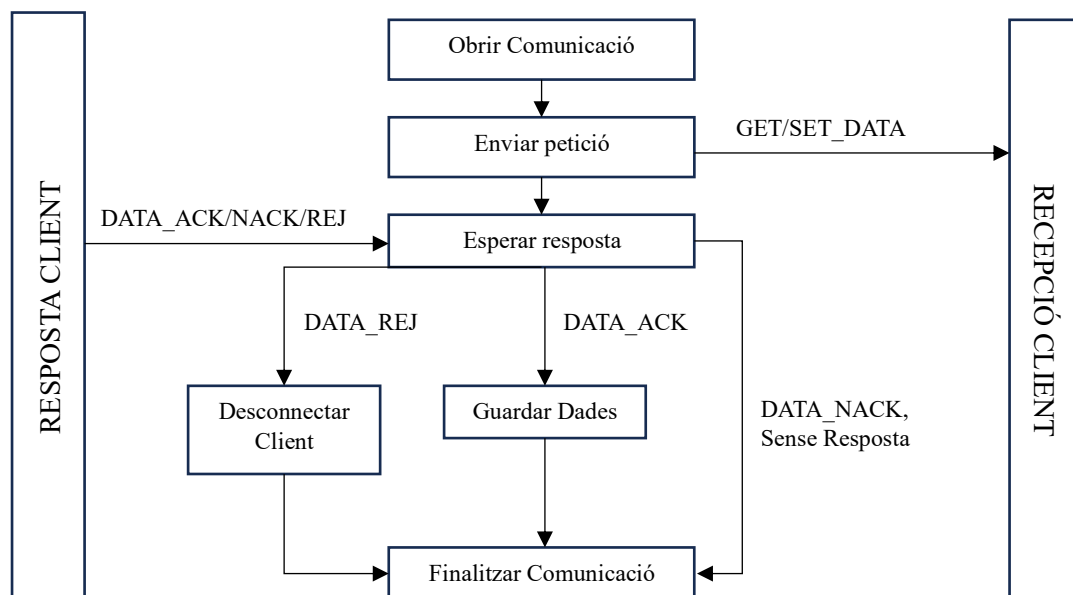 Obrir Comunicació
Enviar petició
GET/SET_DATA
RESPOSTA CLIENT
DATA_ACK/NACK/REJ
Esperar resposta
RECEPCIÓ CLIENT
DATA_REJ
DATA_ACK
Desconnectar
Client
Guardar Dades
DATA_NACK,
Sense Resposta
Finalitzar Comunicació